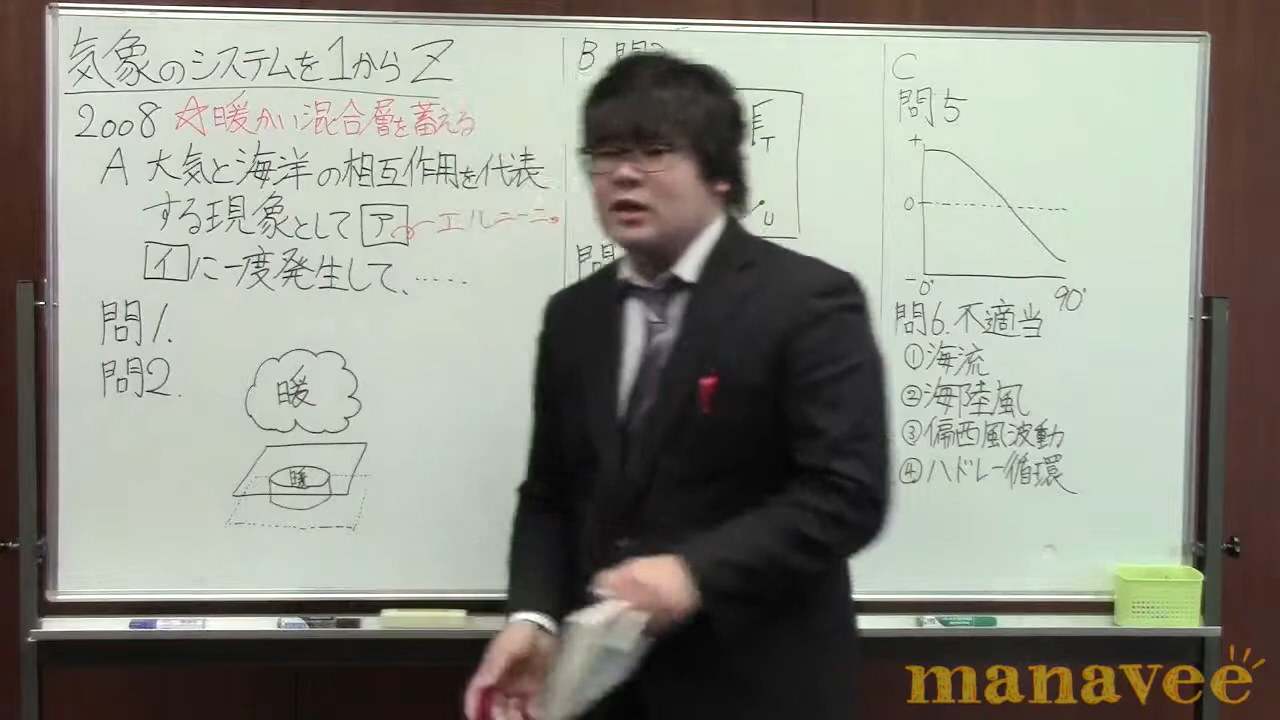 気象のシステムを1からZ
2008 ☆暖かい混合層を蓄える
A 大気と海洋の相互作用を代表
する現象として ア エルニーニョ
イ に一度発生して、……
問1.
問2.
暖
暖
B 問
T
U
問
C
問5
+
0
-
0° 90°
問6.不適当
①海流
②海陸風
③偏西風波動
④ハドレー循環
manavee